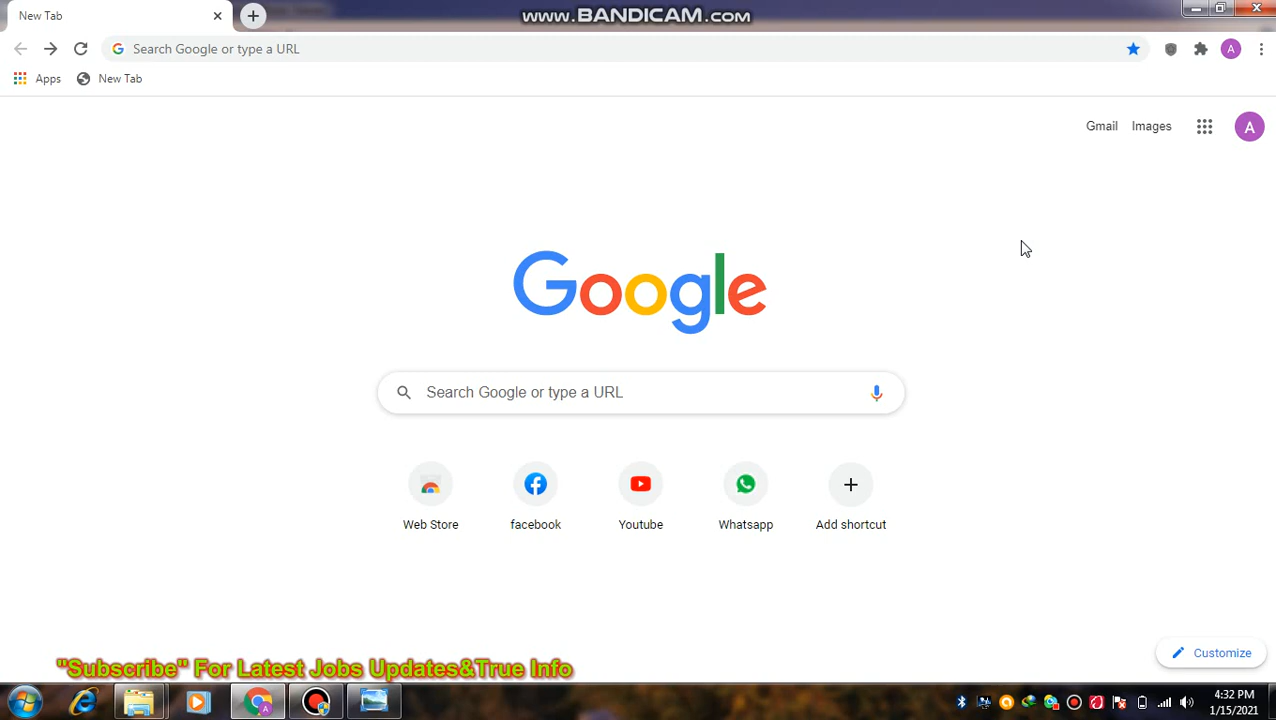 New Tab
www.BANDICAM.com
Search Google or type a URL
A
Apps
New Tab
Gmail
Images
A
Google
Search Google or type a URL
Web Store
facebook
Youtube
Whatsapp
Add shortcut
Customize
"Subscribe" For Latest Jobs Updates&True Info
4:32 PM
1/15/2021